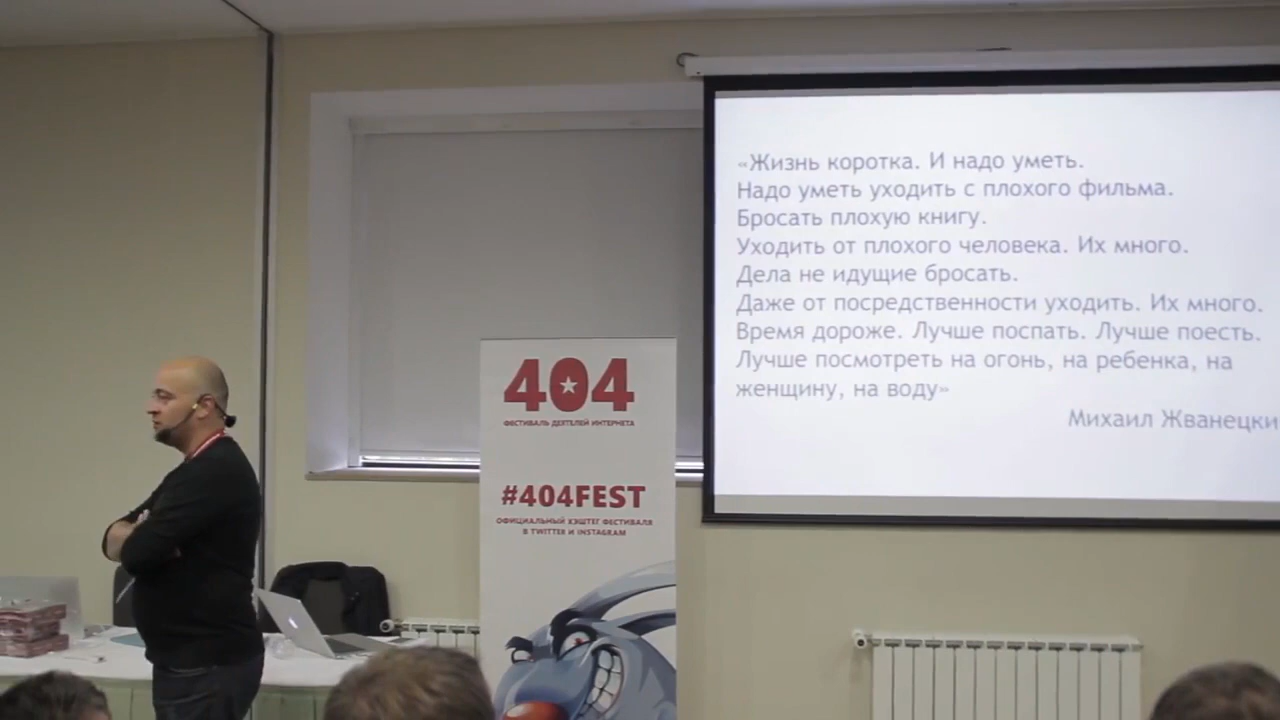 «Жизнь коротка. И надо уметь.
Надо уметь уходить с плохого фильма.
Бросать плохую книгу.
Уходить от плохого человека. Их много.
Дела не идущие бросать.
Даже от посредственности уходить. Их много.
Время дороже. Лучше поспать. Лучше поесть.
Лучше посмотреть на огонь, на ребенка, на
женщину, на воду»
Михаил Жванецки
404
ФЕСТИВАЛЬ ДЕЯТЕЛЕЙ ИНТЕРНЕТА
#404FEST
ОФИЦИАЛЬНЫЙ ХЭШТЕГ ФЕСТИВАЛЯ
В TWITTER И INSTAGRAM